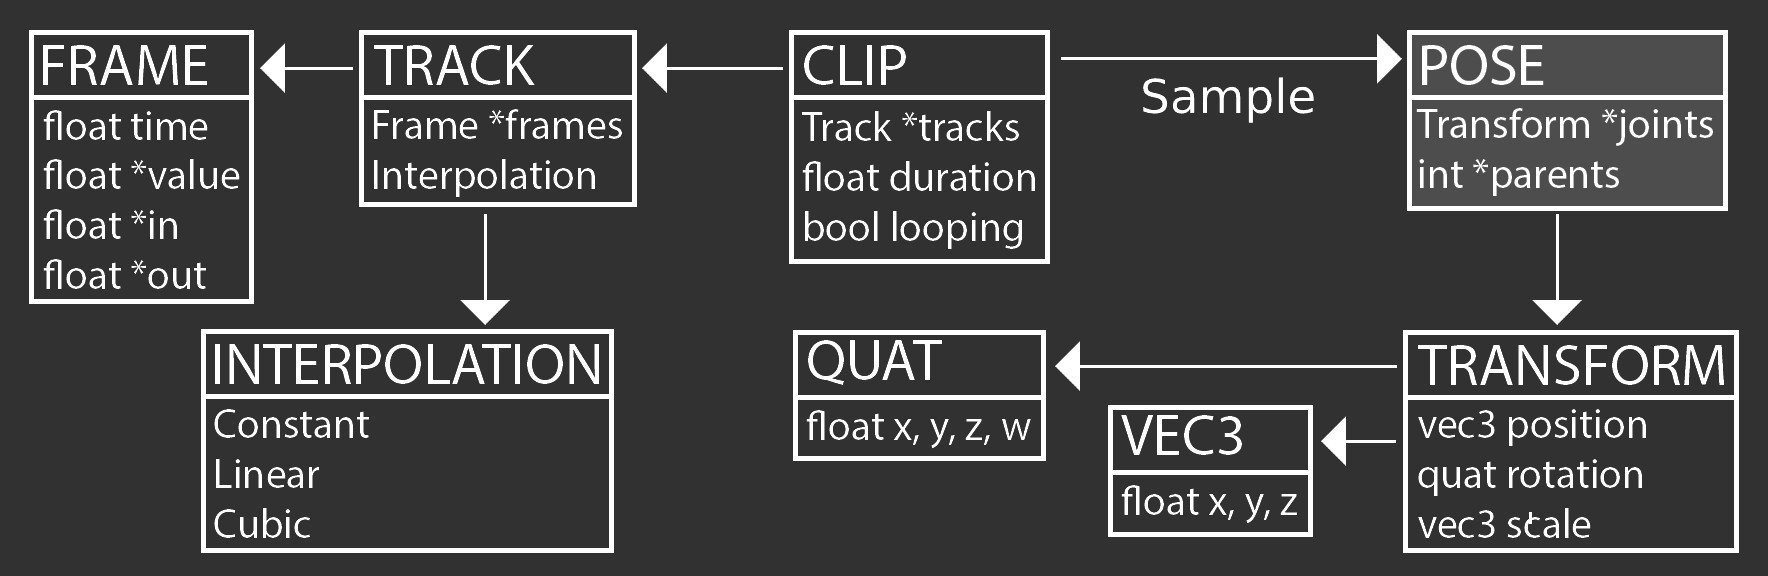 FRAME
float time
float *value
float *in
float *out
TRACK
Frame *frames
Interpolation
CLIP
Track *tracks
float duration
bool looping
Sample
POSE
Transform *joints
int *parents
INTERPOLATION
Constant
Linear
Cubic
QUAT
float x, y, z, w
VEC3
float x, y, z
TRANSFORM
vec3 position
quat rotation
vec3 scale